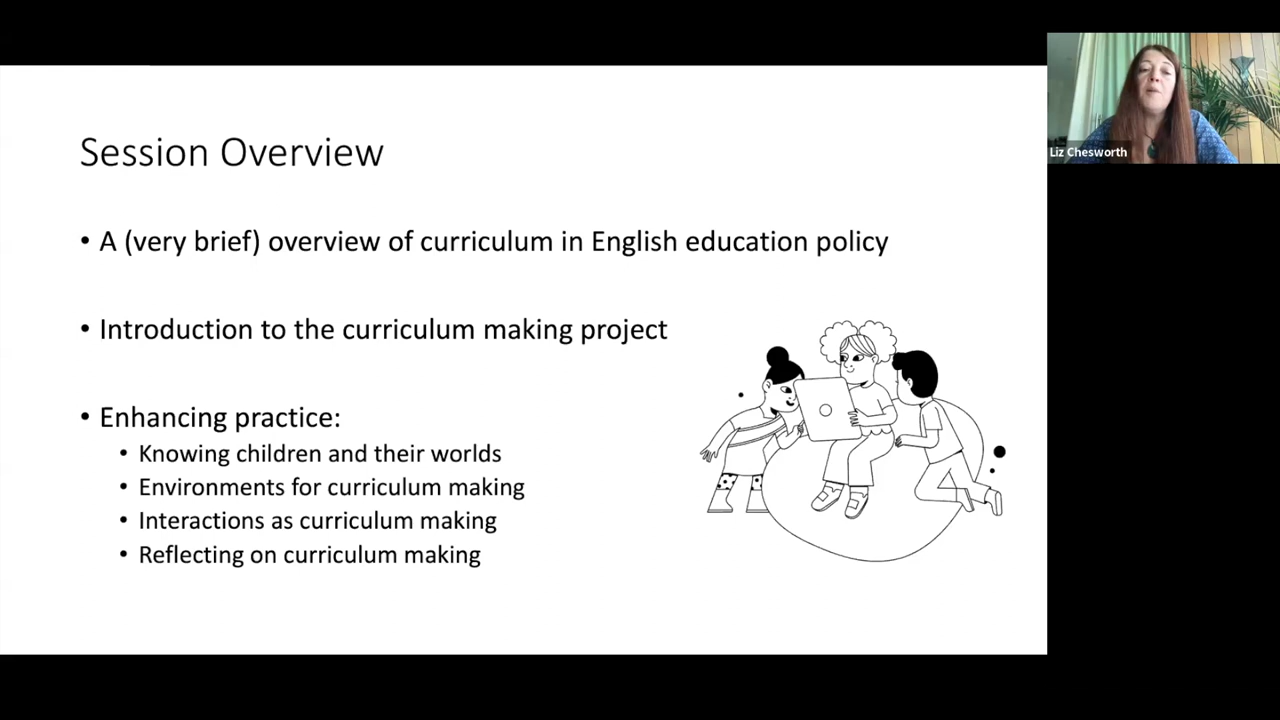 Session Overview
• A (very brief) overview of curriculum in English education policy
• Introduction to the curriculum making project
• Enhancing practice:
• Knowing children and their worlds
• Environments for curriculum making
• Interactions as curriculum making
• Reflecting on curriculum making
Liz Chesworth